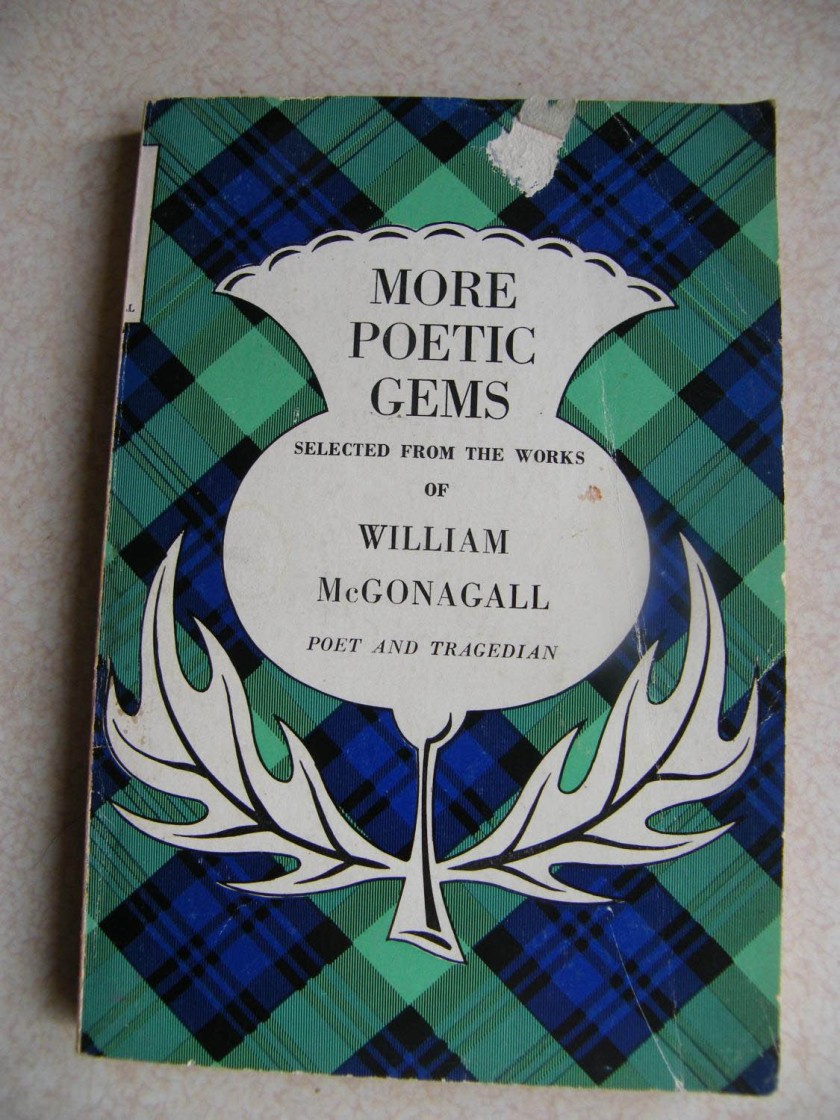 MORE
POETIC
GEMS
SELECTED FROM THE WORKS
OF
WILLIAM
McGONAGALL
POET AND TRAGEDIAN